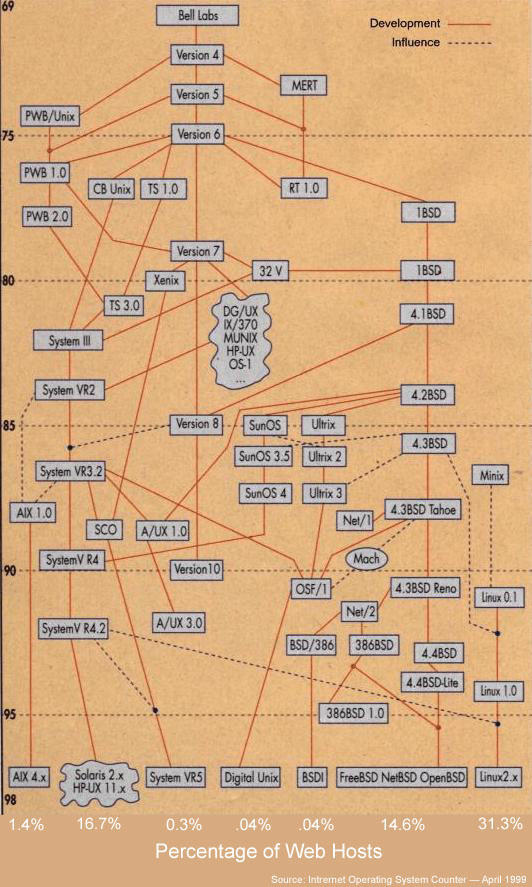 69
Bell Labs
Development
Influence
Version 4
MERT
Version 5
PWB/Unix
75
Version 6
PWB 1.0
CB Unix
TS 1.0
RT 1.0
PWB 2.0
1BSD
Version 7
32 V
1BSD
80
Xenix
TS 3.0
DG/UX
IX/370
MUNIX
HP-UX
OS-1
...
4.1BSD
System III
System VR2
4.2BSD
85
Version 8
SunOS
Ultrix
4.3BSD
SunOS 3.5
Ultrix 2
System VR3.2
Minix
SunOS 4
Ultrix 3
AIX 1.0
Net/1
4.3BSD Tahoe
SCO
A/UX 1.0
SystemV R4
Mach
90
Version10
OSF/1
4.3BSD Reno
Linux 0.1
Net/2
A/UX 3.0
SystemV R4.2
BSD/386
386BSD
4.4BSD
4.4BSD-Lite
Linux 1.0
95
386BSD 1.0
AIX 4.x
Solaris 2.x
HP-UX 11.x
System VR5
Digital Unix
BSDI
FreeBSD NetBSD OpenBSD
Linux2.x
98
1.4% 16.7% 0.3% .04% .04% 14.6% 31.3%
Percentage of Web Hosts
Source: Intrernet Operating System Counter — April 1999